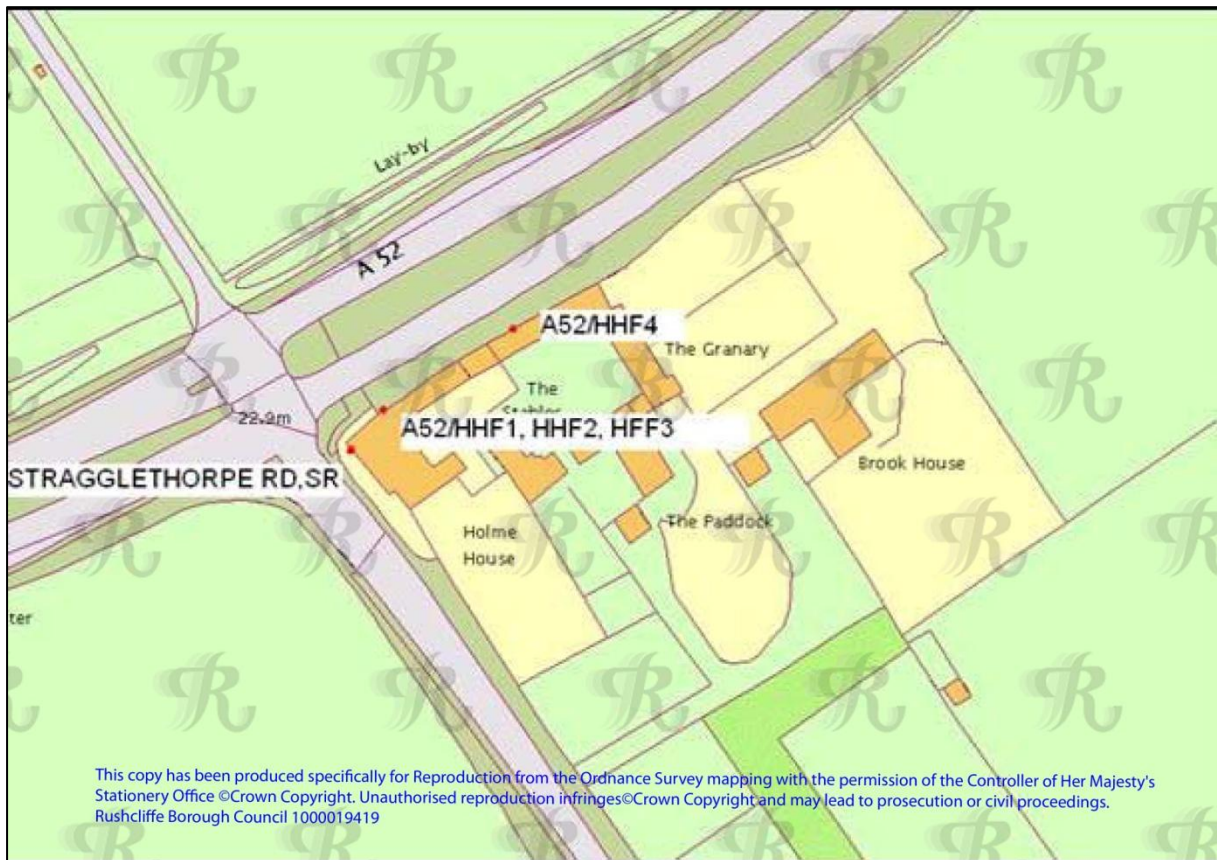 Lay-by
A 52
A52/HHF4
The Granary
The
22.9m
A52/HHF1, HHF2, HFF3
Brook House
STRAGGLETHORPE RD,SR
The Paddock
Holme
House
ter
This copy has been produced specifically for Reproduction from the Ordnance Survey mapping with the permission of the Controller of Her Majesty's
Stationery Office ©Crown Copyright. Unauthorised reproduction infringes©Crown Copyright and may lead to prosecution or civil proceedings.
Rushcliffe Borough Council 1000019419